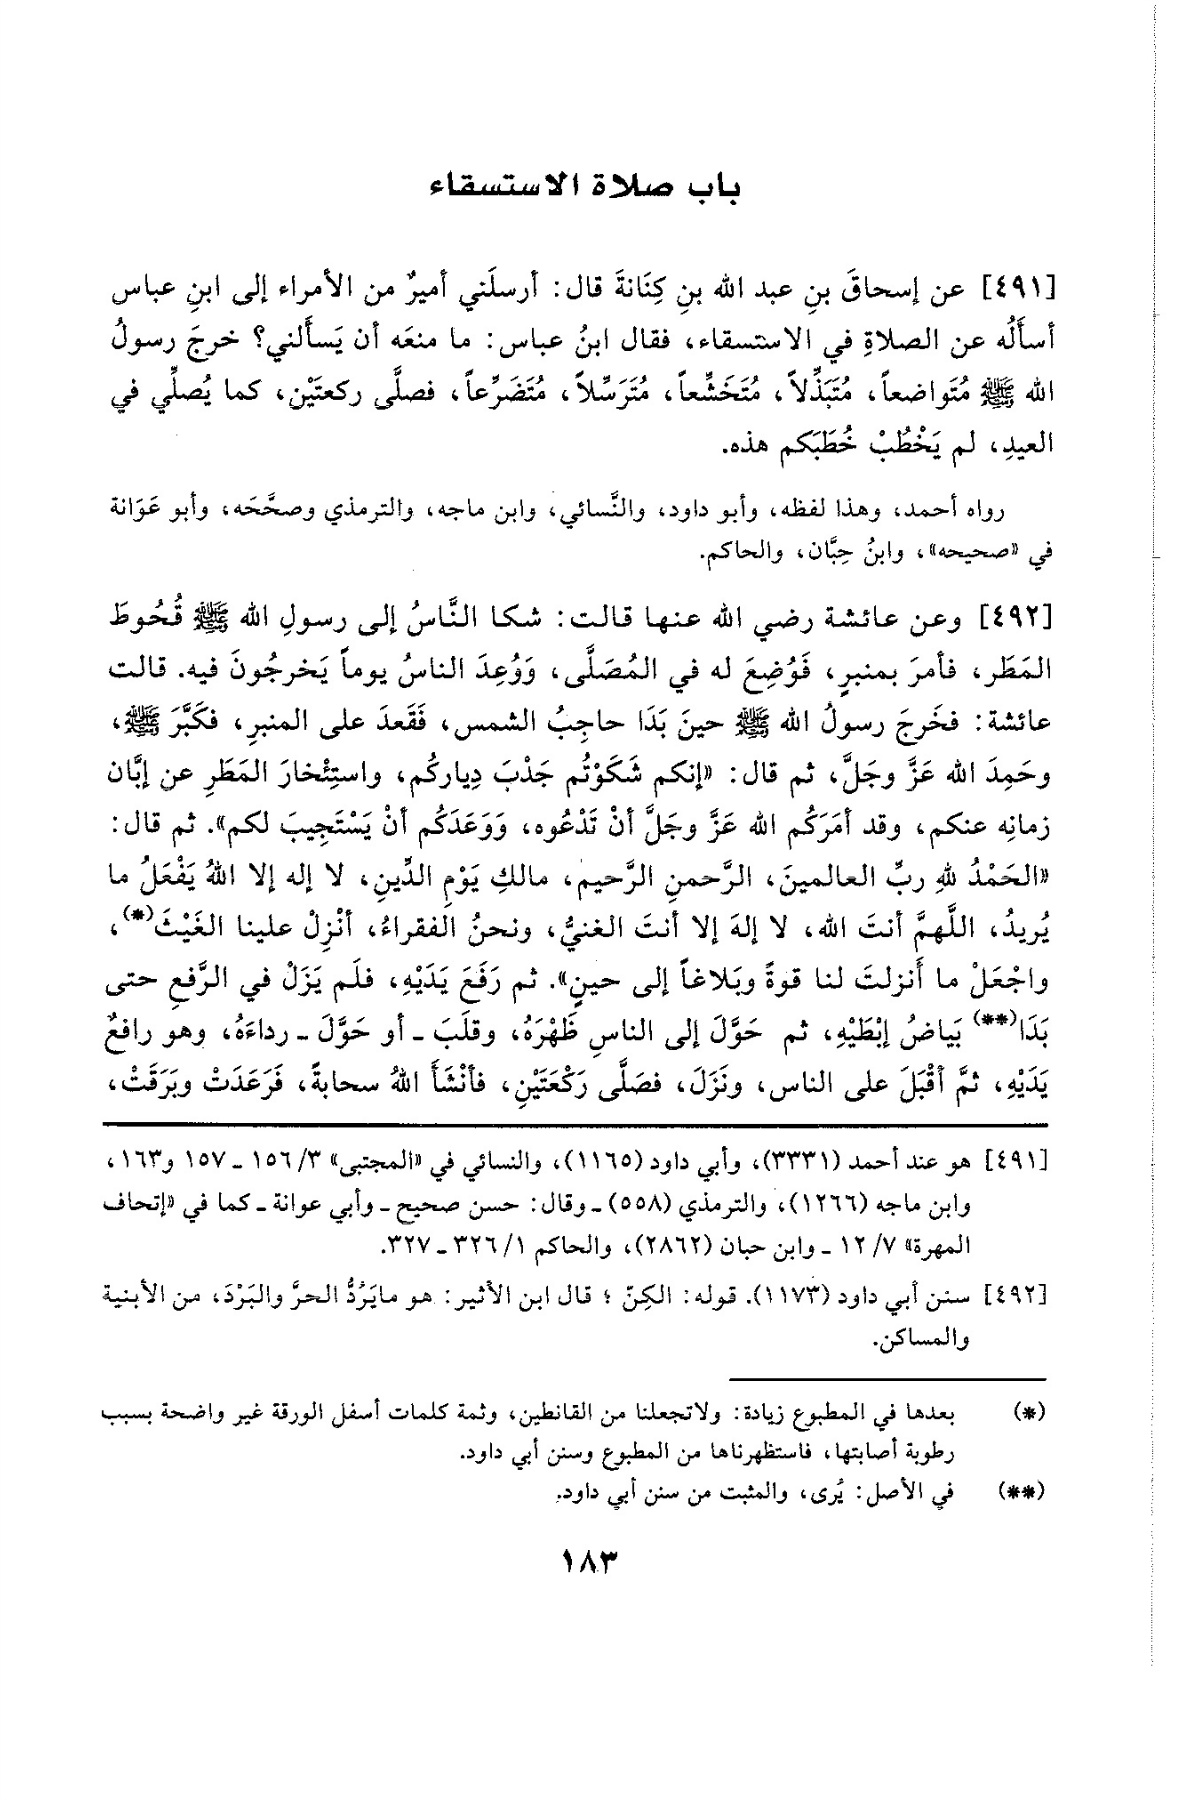 باب صلاة الاستسقاء
[٤٩١] عن إسحاقَ بنِ عبد الله بنِ كِنَانةَ قال: أرسلَني أميرٌ من الأمراء إلى ابنِ عباس
أسألُه عن الصلاةِ في الاستسقاء، فقال ابنُ عباس: ما منعَه أن يَسأَلني؟ خرجَ رسولُ
الله ﷺ مُتَواضعاً، مُتَبَذِّلاً، مُتَخَشِّعاً، مُتَرَسِّلاً، مُتَضَرِّعاً، فصلَّى ركعتَيْنِ، كما يُصلِّي في
العيدِ، لم يَخْطُبْ خُطَبَكم هذه.
رواه أحمد، وهذا لفظه، وأبو داود، والنَّسائي، وابن ماجه، والترمذي وصحَّحَه، وأبو عَوَانة
في «صحيحه»، وابنُ حِبَّان، والحاكم.
[٤٩٢] وعن عائشة رضي الله عنها قالت: شكا النَّاسُ إلى رسولِ الله ﷺ قُحُوطَ
المَطَر، فأمرَ بمنبرٍ، فَوُضِعَ له في المُصَلَّى، وَوُعِدَ الناسُ يوماً يَخرجُونَ فيه. قالت
عائشة: فخَرجَ رسولُ الله ﷺ حينَ بَدَا حاجِبُ الشمس، فَقَعدَ على المنبرِ، فكَبَّرَ ﷺ،
وحَمِدَ الله عَزَّ وجَلَّ، ثم قال: «إنكم شَكَوْتُم جَدْبَ دِياركُم، واستِئْخارَ المَطَرِ عن إبَّان
زمانِه عنكم، وقد أمَرَكُم الله عَزَّ وجَلَّ أنْ تَدْعُوه، وَوَعَدَكُم أنْ يَسْتَجِيبَ لكم». ثم قال:
«الحَمْدُ للهِ ربِّ العالمينَ، الرَّحمنِ الرَّحيم، مالكِ يَوْمِ الدِّينِ، لا إله إلا اللهُ يَفْعَلُ ما
يُريدُ، اللَّهمَّ أنتَ الله، لا إلهَ إلا أنتَ الغنيُّ، ونحنُ الفقراءُ، أنْزِلْ علينا الغَيْثَ(*)،
واجْعَلْ ما أَنزلتَ لنا قوةً وبَلاغاً إلى حينٍ». ثم رَفَعَ يَدَيْهِ، فلَم يَزَلْ في الرَّفعِ حتى
بَدَا(**) بَياضُ إبْطَيْهِ، ثم حَوَّلَ إلى الناسِ ظَهْرَهُ، وقلَبَ ـ أو حَوَّلَ ـ رداءَهُ، وهو رافعٌ
يَدَيْهِ، ثمَّ أقْبَلَ على الناس، ونَزَلَ، فصَلَّى رَكْعَتَيْنِ، فأنْشَأَ اللهُ سحابةً، فَرَعَدَتْ وبَرَقَتْ،
[٤٩١] هو عند أحمد (٣٣٣١)، وأبي داود (١١٦٥)، والنسائي في «المجتبى» ٣/ ١٥٦ ـ ١٥٧ و١٦٣،
وابن ماجه (١٢٦٦)، والترمذي (٥٥٨) ـ وقال: حسن صحيح ـ وأبي عوانة ـ كما في «إتحاف
المهرة» ٧/ ١٢ ـ وابن حبان (٢٨٦٢)، والحاكم ١/ ٣٢٦ ـ ٣٢٧.
[٤٩٢] سنن أبي داود (١١٧٣). قوله: الكِنّ ؛ قال ابن الأثير: هو مايَرُدُّ الحرَّ والبَرْدَ، من الأبنية
والمساكن.
(*) بعدها في المطبوع زيادة: ولاتجعلنا من القانطين، وثمة كلمات أسفل الورقة غير واضحة بسبب
رطوبة أصابتها، فاستظهرناها من المطبوع وسنن أبي داود.
(**) في الأصل: يُرى، والمثبت من سنن أبي داود.
١٨٣